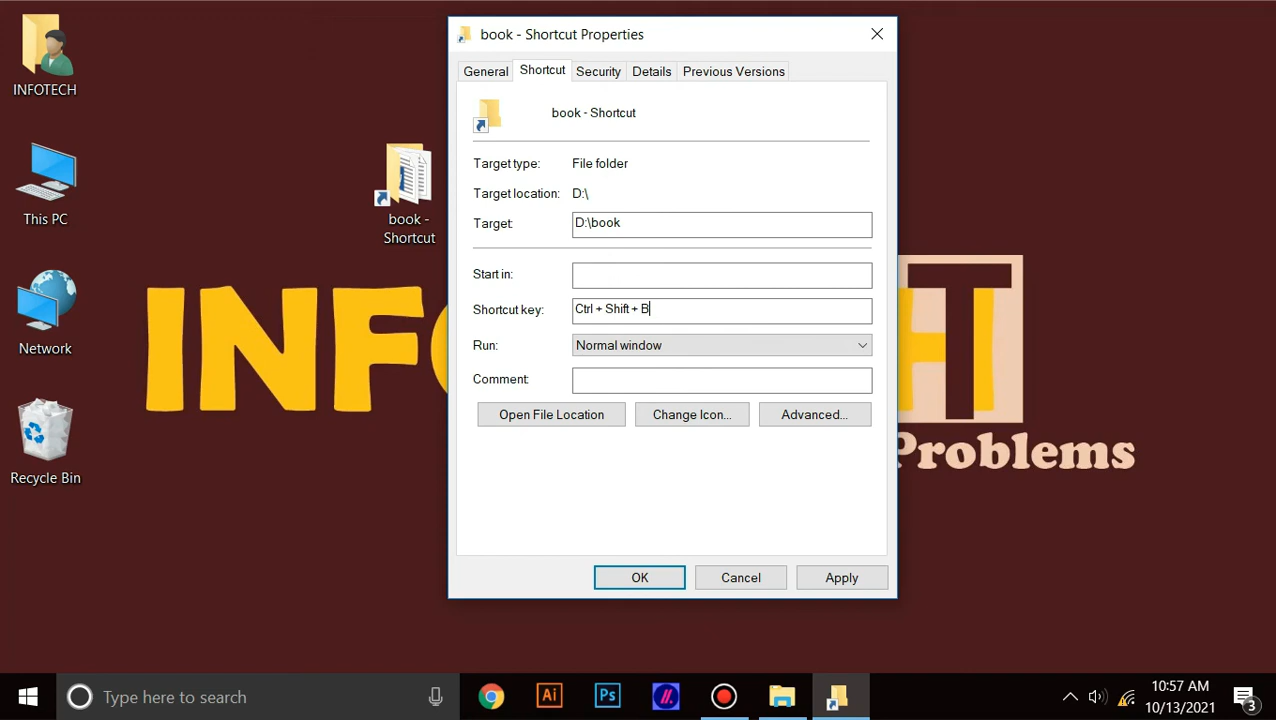 INFOTECH
This PC
Network
Recycle Bin
book -
Shortcut
book - Shortcut Properties
General
Shortcut
Security
Details
Previous Versions
book - Shortcut
Target type:
File folder
Target location:
D:\
Target:
D:\book
Start in:
Shortcut key:
Ctrl + Shift + B
Run:
Normal window
Comment:
Open File Location
Change Icon...
Advanced...
OK
Cancel
Apply
INF
T
Problems
Type here to search
Ai
Ps
10:57 AM
10/13/2021
3